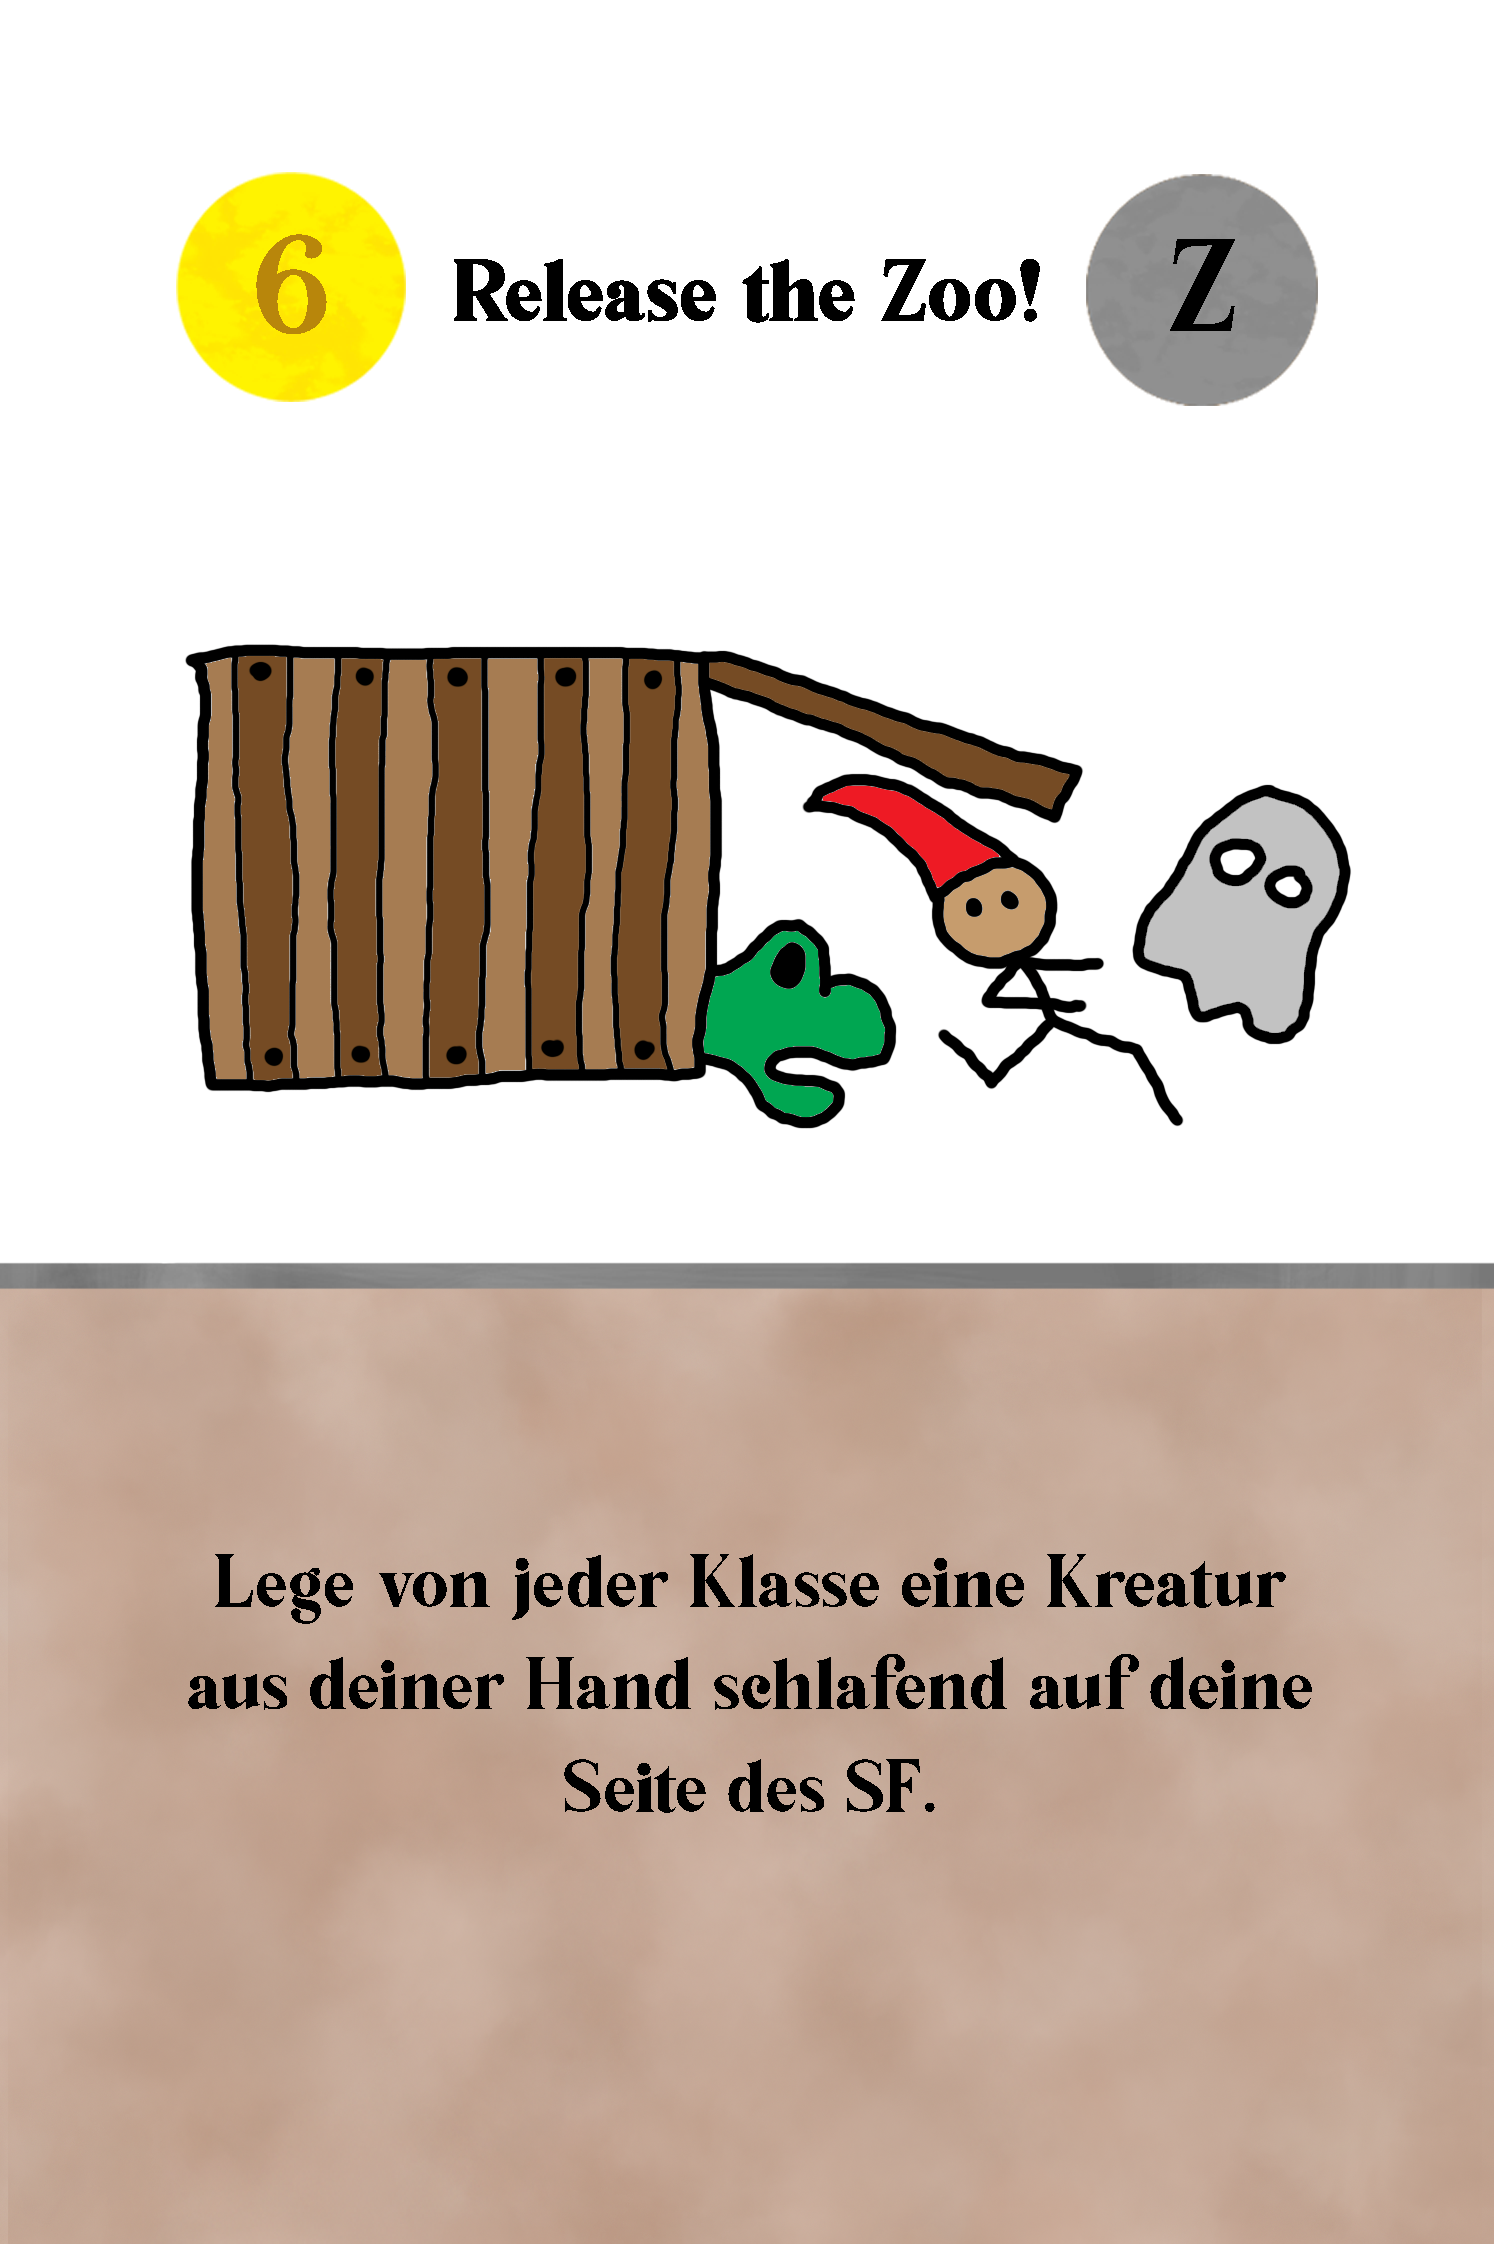 6 Release the Zoo! Z
Lege von jeder Klasse eine Kreatur
aus deiner Hand schlafend auf deine
Seite des SF.